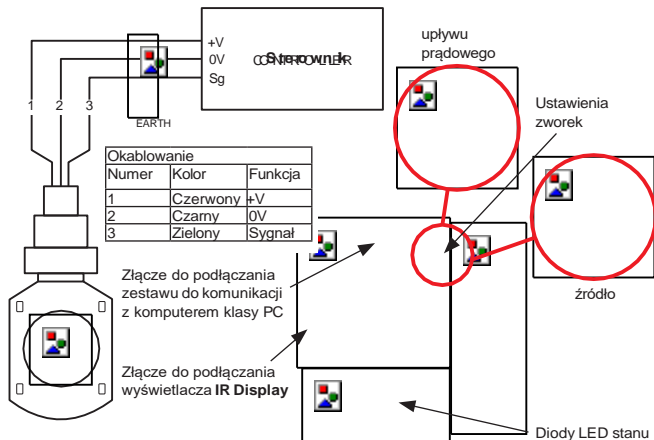 upływu
prądowego
+V
0V
Sg
EARTH
1 2 3
Ustawienia
zworek
Okablowanie
Numer Kolor Funkcja
1 Czerwony +V
2 Czarny 0V
3 Zielony Sygnał
źródło
Złącze do podłączania
zestawu do komunikacji
z komputerem klasy PC
Złącze do podłączania
wyświetlacza IR Display
Diody LED stanu